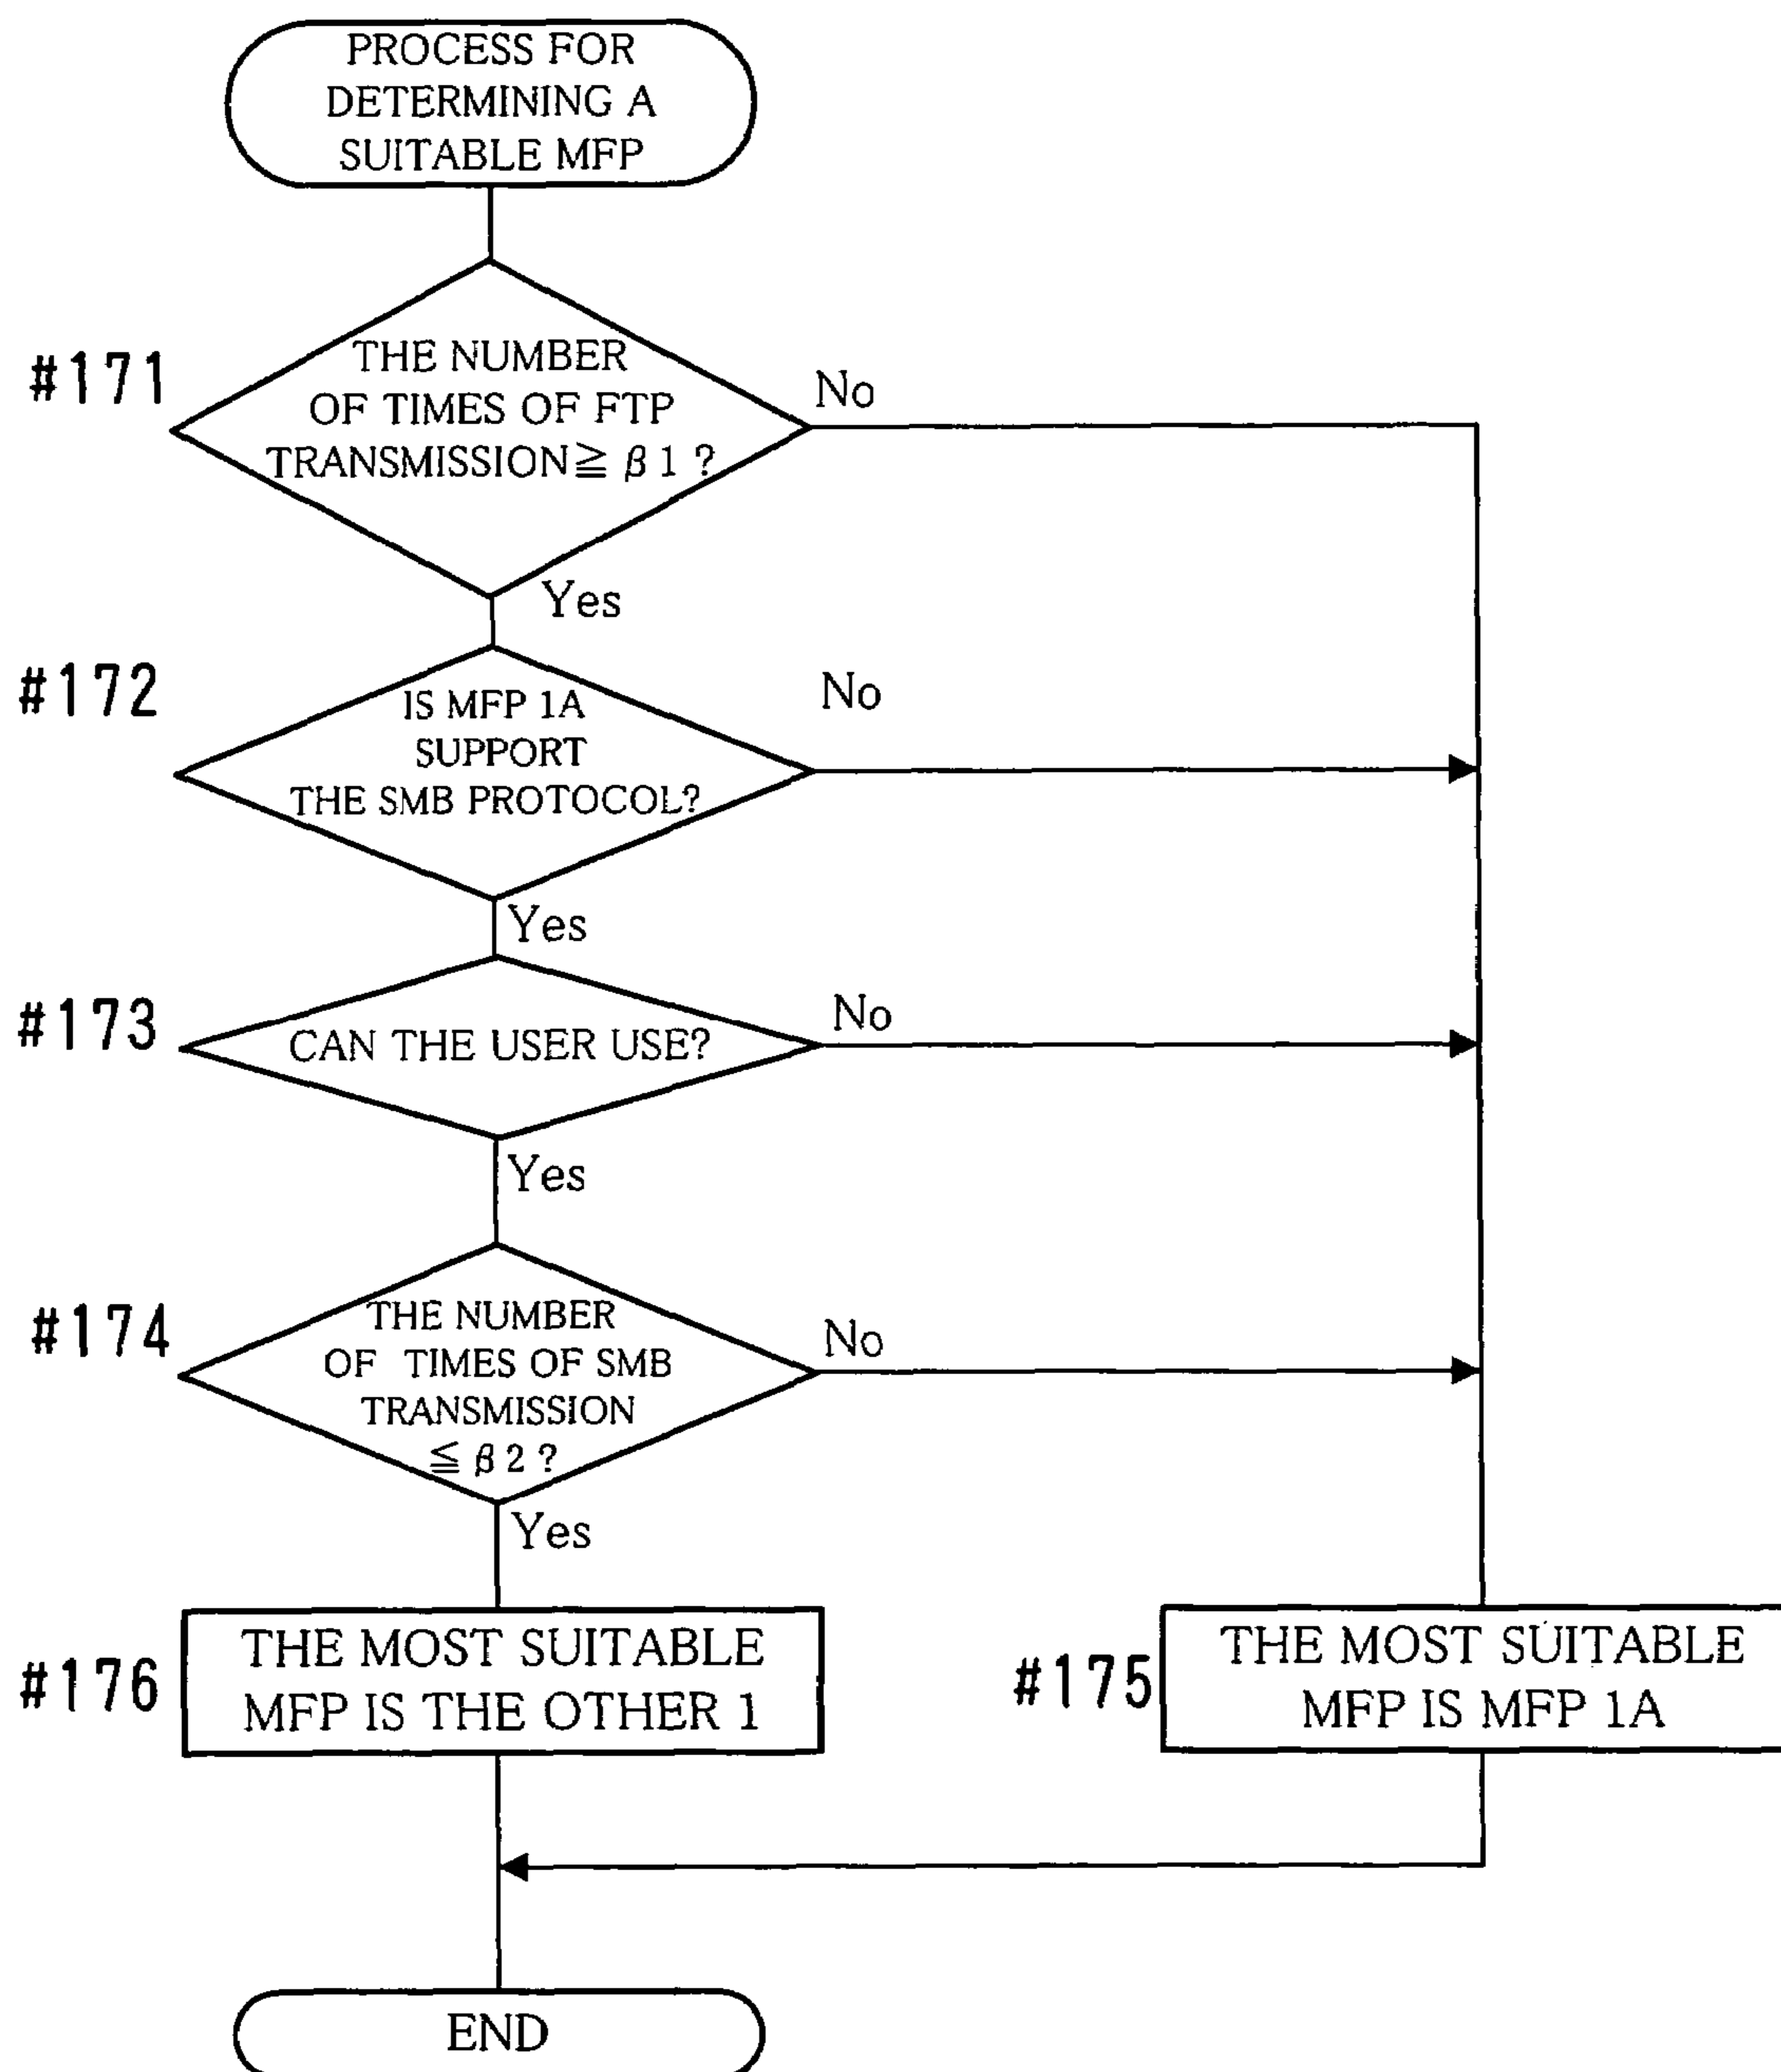 PROCESS FOR
DETERMINING A
SUITABLE MFP
#171
THE NUMBER
OF TIMES OF FTP
TRANSMISSION≧ β 1 ?
No
Yes
#172
IS MFP 1A
SUPPORT
THE SMB PROTOCOL?
No
Yes
#173
CAN THE USER USE?
No
Yes
#174
THE NUMBER
OF TIMES OF SMB
TRANSMISSION
≦ β 2 ?
No
Yes
#176
THE MOST SUITABLE
MFP IS THE OTHER 1
#175
THE MOST SUITABLE
MFP IS MFP 1A
END